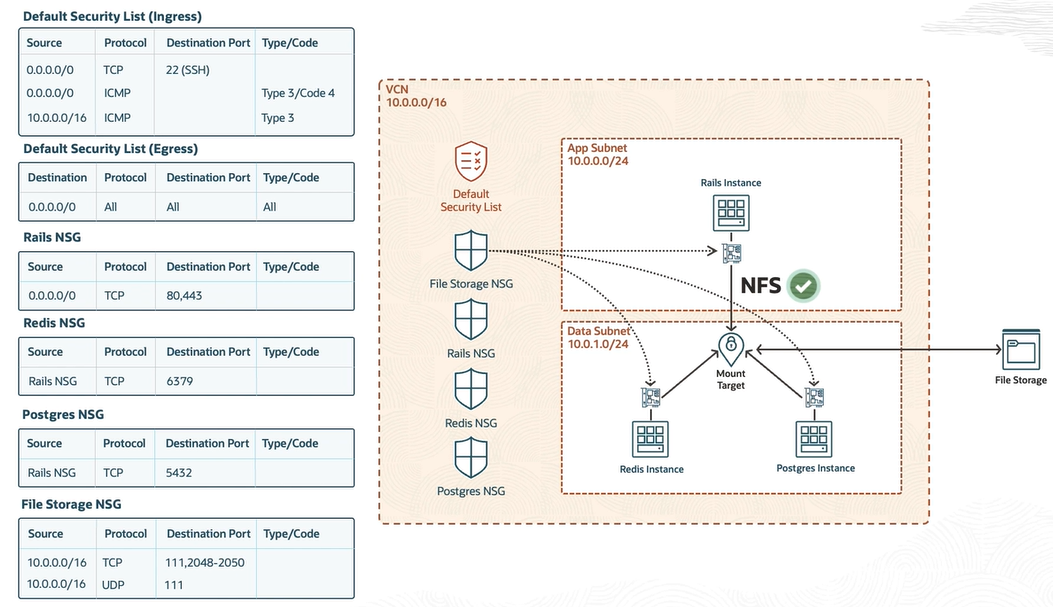 Default Security List (Ingress)
Source Protocol Destination Port Type/Code
0.0.0.0/0 TCP 22 (SSH)
0.0.0.0/0 ICMP Type 3/Code 4
10.0.0.0/16 ICMP Type 3
Default Security List (Egress)
Destination Protocol Destination Port Type/Code
0.0.0.0/0 All All All
Rails NSG
Source Protocol Destination Port Type/Code
0.0.0.0/0 TCP 80,443
Redis NSG
Source Protocol Destination Port Type/Code
Rails NSG TCP 6379
Postgres NSG
Source Protocol Destination Port Type/Code
Rails NSG TCP 5432
File Storage NSG
Source Protocol Destination Port Type/Code
10.0.0.0/16 TCP 111,2048-2050
10.0.0.0/16 UDP 111
VCN
10.0.0.0/16
Default
Security List
File Storage NSG
Rails NSG
Redis NSG
Postgres NSG
App Subnet
10.0.0.0/24
Rails Instance
NFS
Data Subnet
10.0.1.0/24
Mount
Target
Redis Instance
Postgres Instance
File Storage